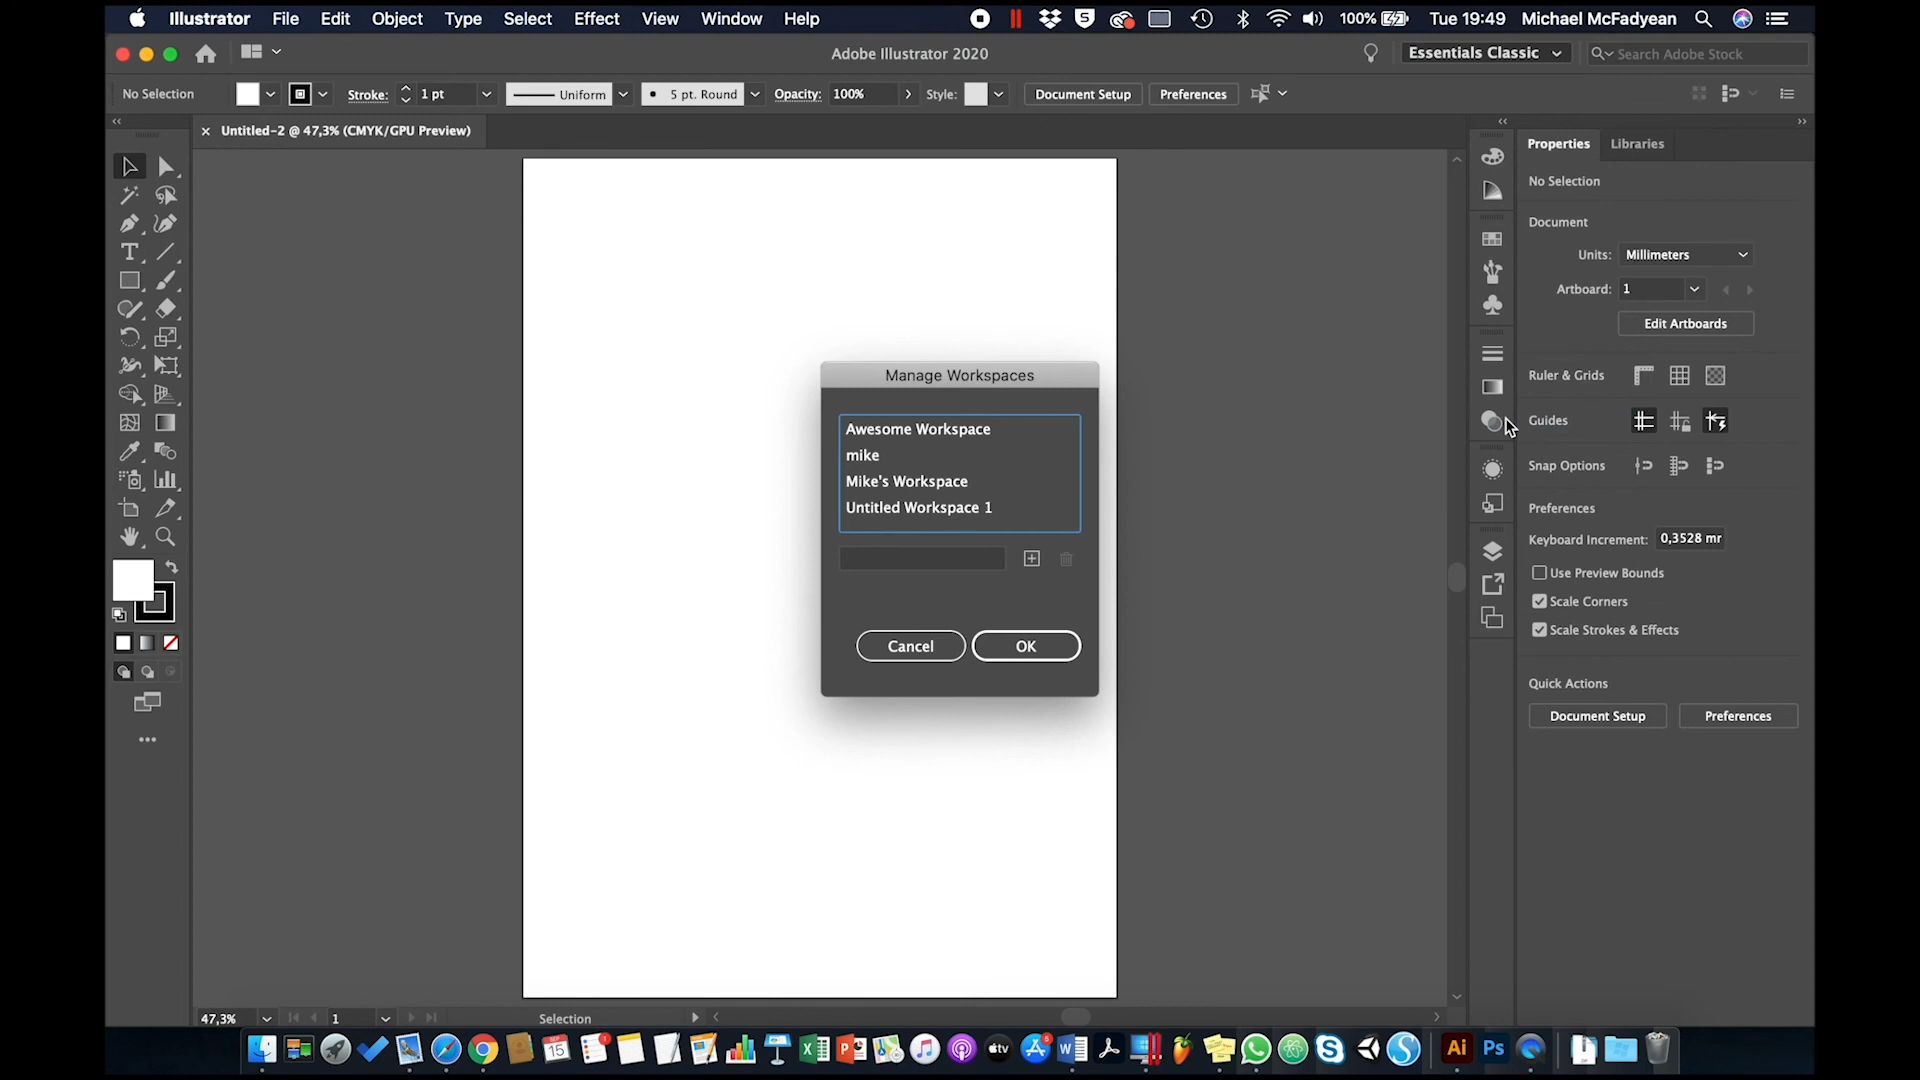 Illustrator File Edit Object Type Select Effect View Window Help 100% Tue 19:49 Michael McFadyean
Adobe Illustrator 2020 Essentials Classic Search Adobe Stock
No Selection Stroke: 1 pt Uniform 5 pt. Round Opacity: 100% Style: Document Setup Preferences
Untitled-2 @ 47,3% (CMYK/GPU Preview)
Properties Libraries
No Selection
Document
Units: Millimeters
Artboard: 1
Edit Artboards
Ruler & Grids
Guides
Snap Options
Preferences
Keyboard Increment: 0,3528 mr
Use Preview Bounds
Scale Corners
Scale Strokes & Effects
Quick Actions
Document Setup Preferences
Manage Workspaces
Awesome Workspace
mike
Mike's Workspace
Untitled Workspace 1
Cancel OK
47,3% 1 Selection
15 tv Ai Ps